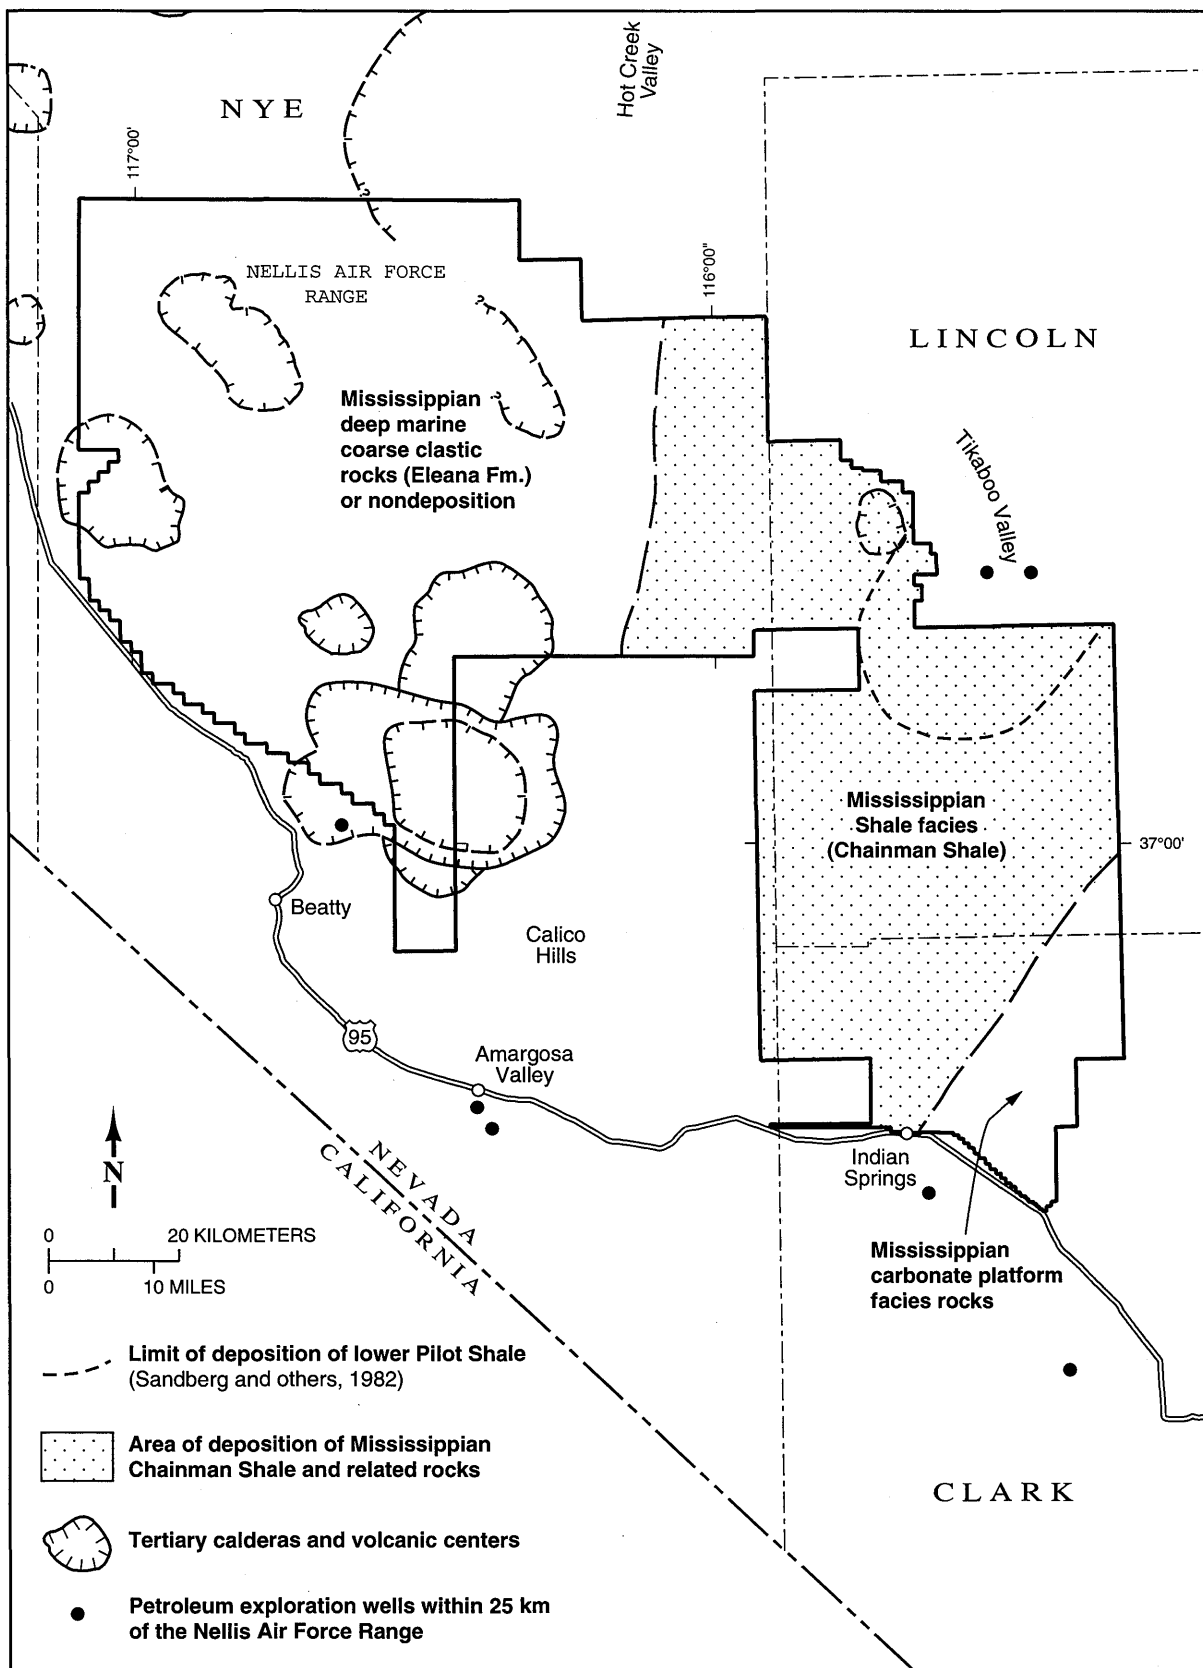 Hot Creek
Valley
NYE
117°00'
NELLIS AIR FORCE
RANGE
116°00"
LINCOLN
?
?
?
Mississippian
deep marine
coarse clastic
rocks (Eleana Fm.)
or nondeposition
Tikaboo Valley
Mississippian
Shale facies
(Chainman Shale)
37°00'
Beatty
Calico
Hills
95
Amargosa
Valley
N
NEVADA
CALIFORNIA
Indian
Springs
0 20 KILOMETERS
0 10 MILES
Mississippian
carbonate platform
facies rocks
Limit of deposition of lower Pilot Shale
(Sandberg and others, 1982)
Area of deposition of Mississippian
Chainman Shale and related rocks
CLARK
Tertiary calderas and volcanic centers
Petroleum exploration wells within 25 km
of the Nellis Air Force Range